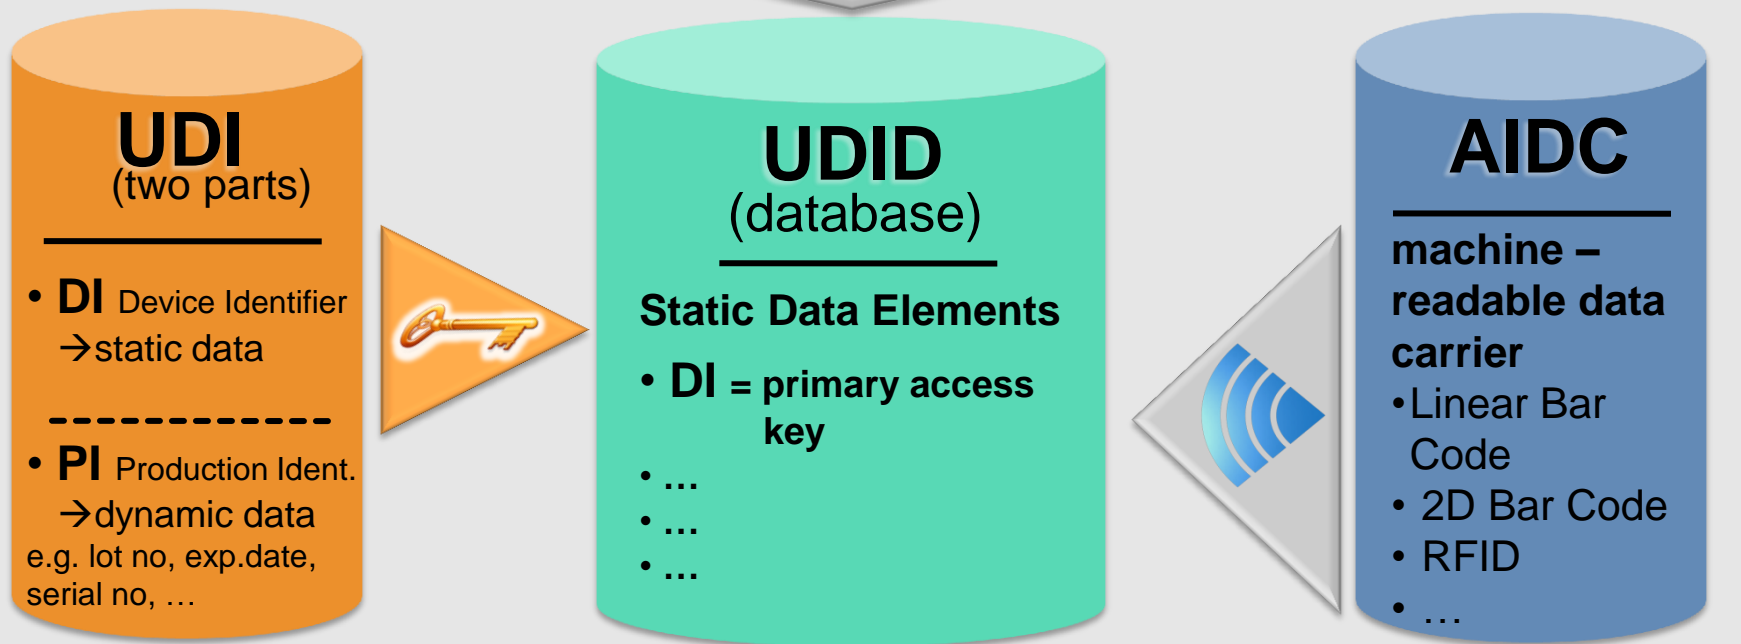 UDI
(two parts)
• DI Device Identifier
→static data
• PI Production Ident.
→dynamic data
e.g. lot no, exp.date,
serial no, …
UDID
(database)
Static Data Elements
• DI = primary access
key
• …
• …
• …
AIDC
machine –
readable data
carrier
•Linear Bar
Code
• 2D Bar Code
• RFID
• …